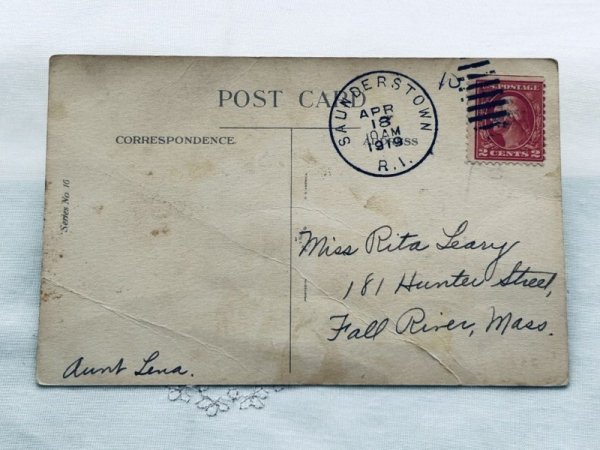 POST CARD
CORRESPONDENCE.
ADDRESS
SAUNDERSTOWN
APR
18
10 AM
1919
R.I.
U.S. POSTAGE
2 CENTS 2
Series No. 16
Miss Rita Leary
181 Hunter Street,
Fall River, Mass.
Aunt Lena.